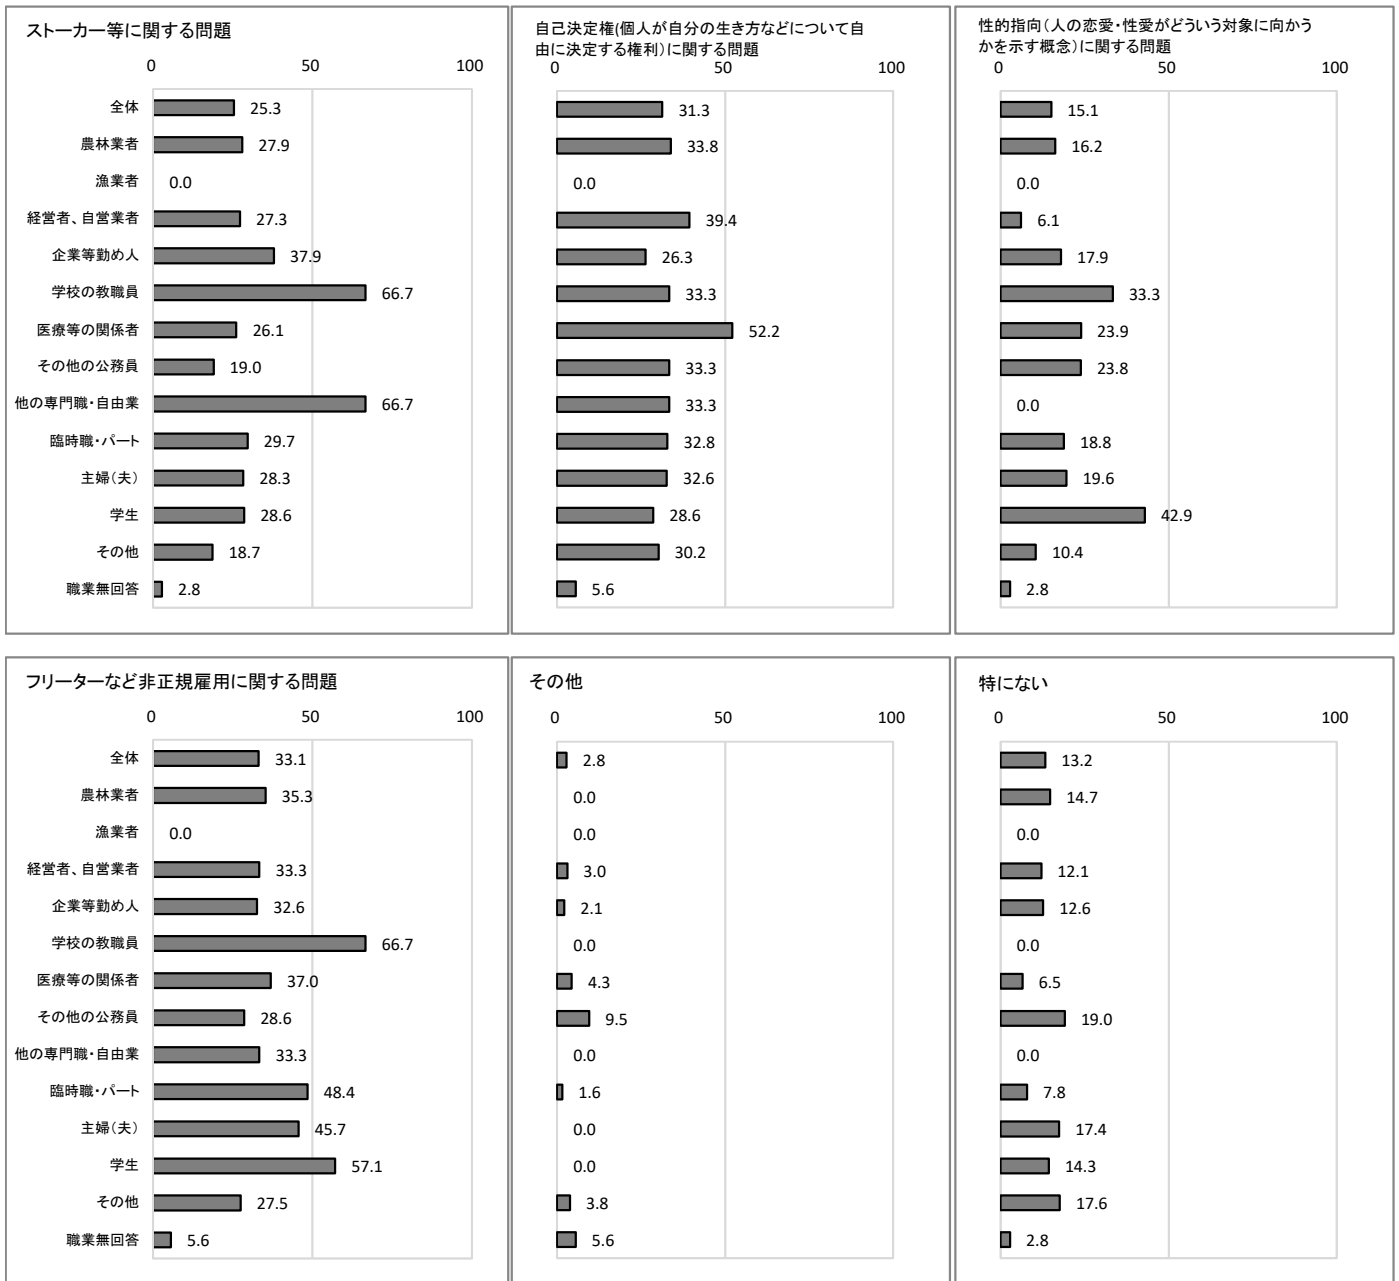 ストーカー等に関する問題
0 50 100
全体 25.3
農林業者 27.9
漁業者 0.0
経営者、自営業者 27.3
企業等勤め人 37.9
学校の教職員 66.7
医療等の関係者 26.1
その他の公務員 19.0
他の専門職・自由業 66.7
臨時職・パート 29.7
主婦(夫) 28.3
学生 28.6
その他 18.7
職業無回答 2.8
自己決定権(個人が自分の生き方などについて自
由に決定する権利)に関する問題
0 50 100
31.3
33.8
0.0
39.4
26.3
33.3
52.2
33.3
33.3
32.8
32.6
28.6
30.2
5.6
性的指向(人の恋愛・性愛がどういう対象に向かう
かを示す概念)に関する問題
0 50 100
15.1
16.2
0.0
6.1
17.9
33.3
23.9
23.8
0.0
18.8
19.6
42.9
10.4
2.8
フリーターなど非正規雇用に関する問題
0 50 100
全体 33.1
農林業者 35.3
漁業者 0.0
経営者、自営業者 33.3
企業等勤め人 32.6
学校の教職員 66.7
医療等の関係者 37.0
その他の公務員 28.6
他の専門職・自由業 33.3
臨時職・パート 48.4
主婦(夫) 45.7
学生 57.1
その他 27.5
職業無回答 5.6
その他
0 50 100
2.8
0.0
0.0
3.0
2.1
0.0
4.3
9.5
0.0
1.6
0.0
0.0
3.8
5.6
特にない
0 50 100
13.2
14.7
0.0
12.1
12.6
0.0
6.5
19.0
0.0
7.8
17.4
14.3
17.6
2.8